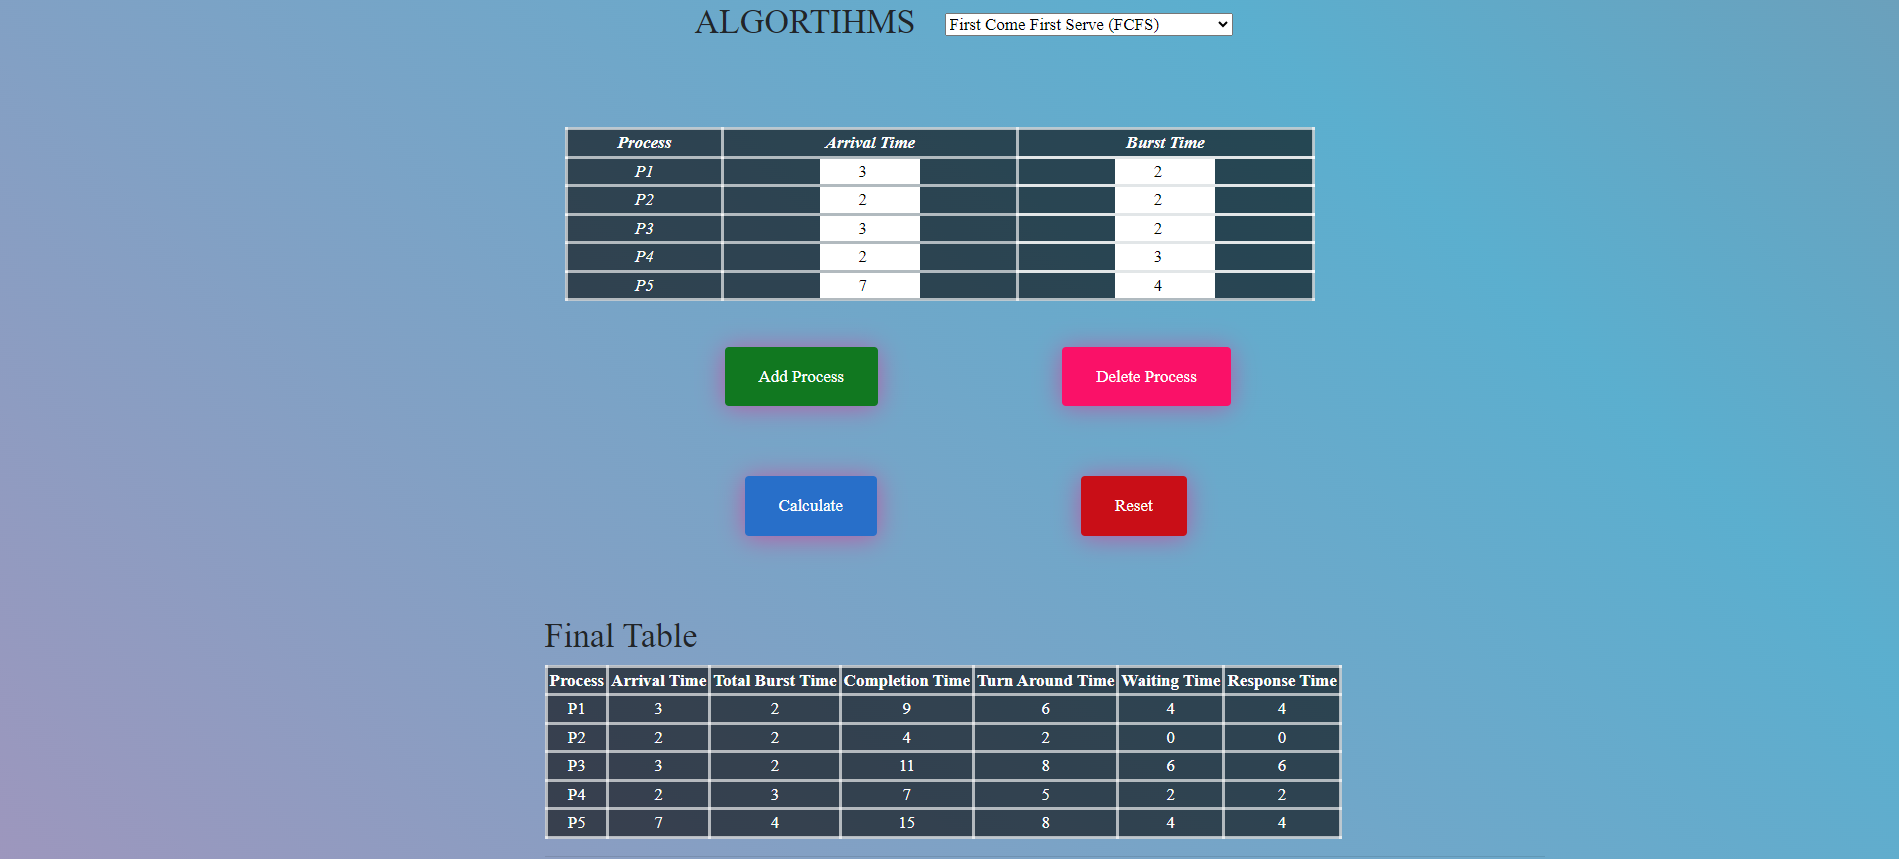 ALGORTIHMS First Come First Serve (FCFS)
Process Arrival Time Burst Time
P1 3 2
P2 2 2
P3 3 2
P4 2 3
P5 7 4
Add Process Delete Process
Calculate Reset
Final Table
Process Arrival Time Total Burst Time Completion Time Turn Around Time Waiting Time Response Time
P1 3 2 9 6 4 4
P2 2 2 4 2 0 0
P3 3 2 11 8 6 6
P4 2 3 7 5 2 2
P5 7 4 15 8 4 4